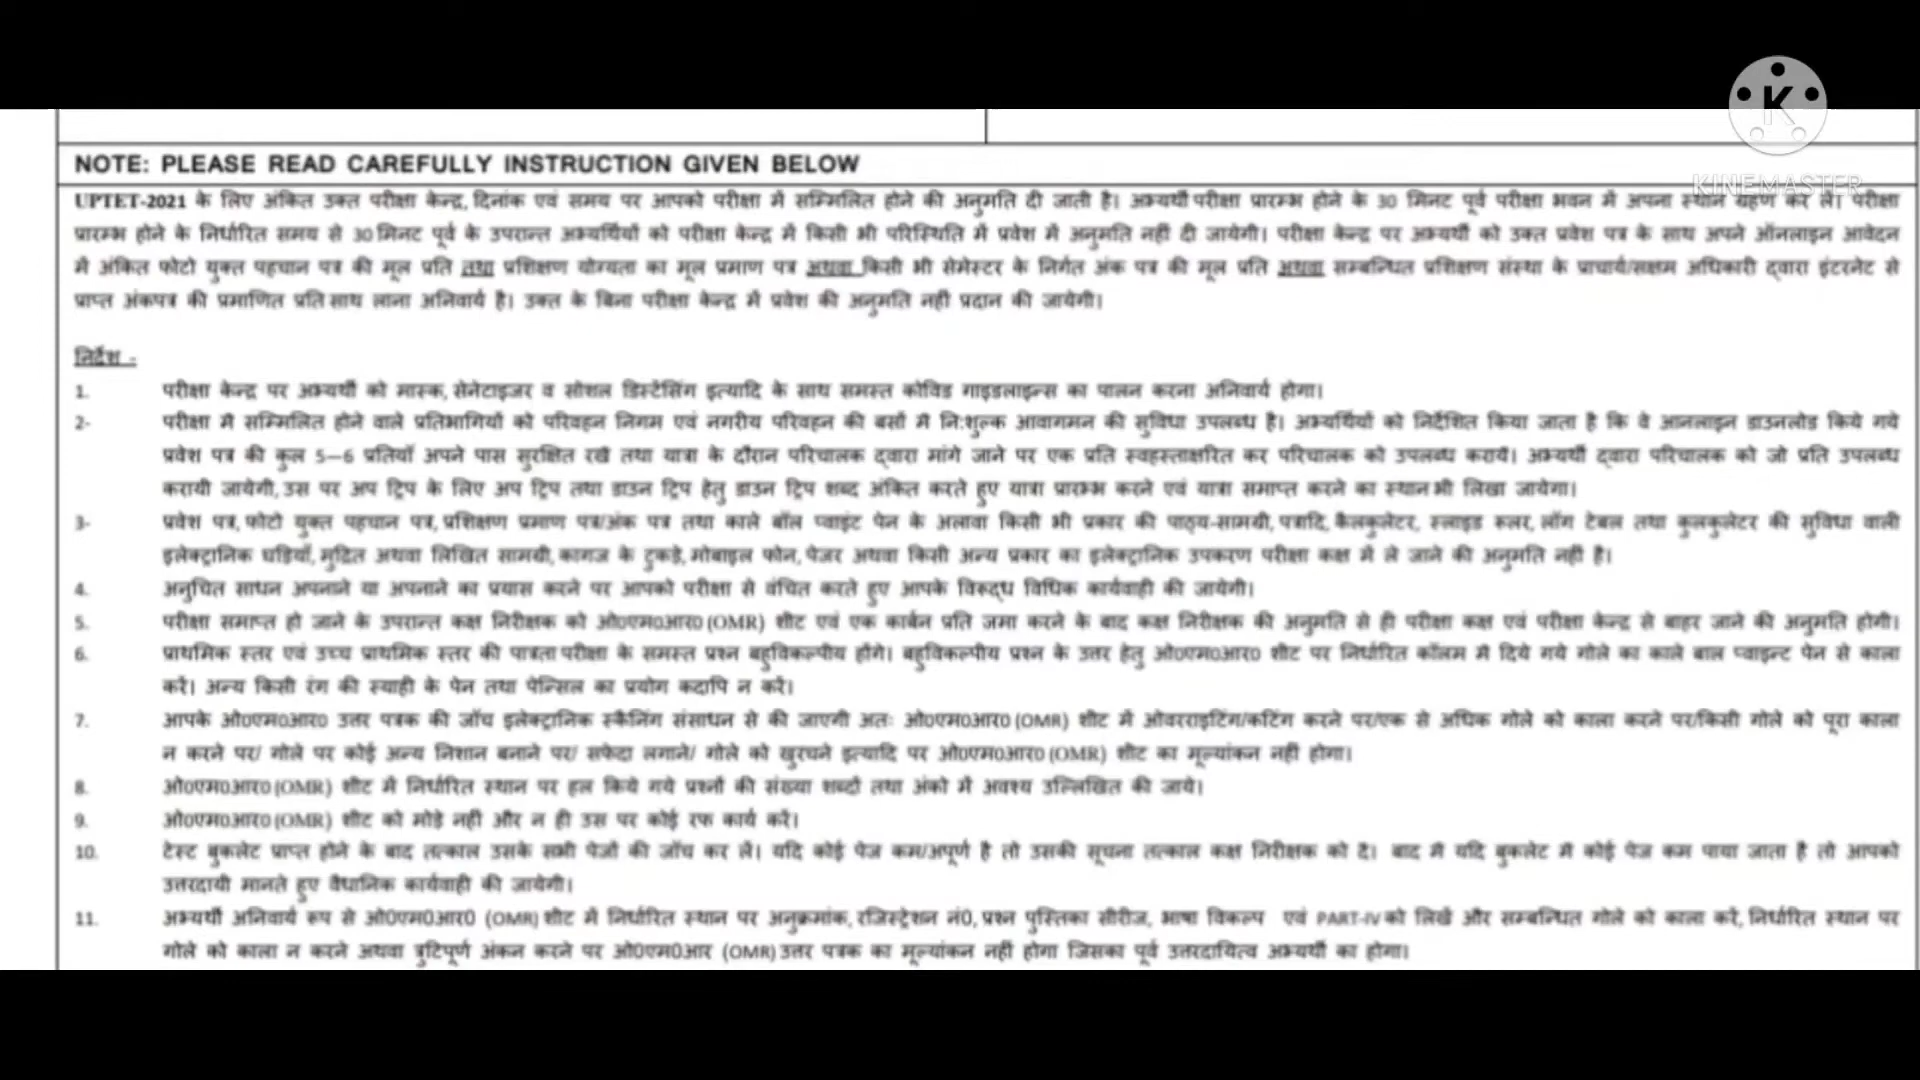 KINEMASTER
NOTE: PLEASE READ CAREFULLY INSTRUCTION GIVEN BELOW
UPTET-2021 के लिए अंकित उक्त परीक्षा केन्द्र, दिनांक एवं समय पर आपको परीक्षा में सम्मिलित होने की अनुमति दी जाती है। अभ्यर्थी परीक्षा प्रारम्भ होने के 30 मिनट पूर्व परीक्षा भवन में अपना स्थान ग्रहण कर लें। परीक्षा
प्रारम्भ होने के निर्धारित समय से 30 मिनट पूर्व के उपरान्त अभ्यर्थियों को परीक्षा केन्द्र में किसी भी परिस्थिति में प्रवेश में अनुमति नहीं दी जायेगी। परीक्षा केन्द्र पर अभ्यर्थी को उक्त प्रवेश पत्र के साथ अपने ऑनलाइन आवेदन
में अंकित फोटो युक्त पहचान पत्र की मूल प्रति तथा प्रशिक्षण योग्यता का मूल प्रमाण पत्र अथवा किसी भी सेमेस्टर के निर्गत अंक पत्र की मूल प्रति अथवा सम्बन्धित प्रशिक्षण संस्था के प्राचार्य/सक्षम अधिकारी द्वारा इंटरनेट से
प्राप्त अंकपत्र की प्रमाणित प्रति साथ लाना अनिवार्य है। उक्त के बिना परीक्षा केन्द्र में प्रवेश की अनुमति नहीं प्रदान की जायेगी।
निर्देश -
1. परीक्षा केन्द्र पर अभ्यर्थी को मास्क, सेनेटाइजर व सोशल डिस्टेंसिंग इत्यादि के साथ समस्त कोविड गाइडलाइन्स का पालन करना अनिवार्य होगा।
2- परीक्षा में सम्मिलित होने वाले प्रतिभागियों को परिवहन निगम एवं नगरीय परिवहन की बसों में नि:शुल्क आवागमन की सुविधा उपलब्ध है। अभ्यर्थियों को निर्देशित किया जाता है कि वे आनलाइन डाउनलोड किये गये
प्रवेश पत्र की कुल 5—6 प्रतियाँ अपने पास सुरक्षित रखें तथा यात्रा के दौरान परिचालक द्वारा मांगे जाने पर एक प्रति स्वहस्ताक्षरित कर परिचालक को उपलब्ध करायें। अभ्यर्थी द्वारा परिचालक को जो प्रति उपलब्ध
करायी जायेगी, उस पर अप ट्रिप के लिए अप ट्रिप तथा डाउन ट्रिप हेतु डाउन ट्रिप शब्द अंकित करते हुए यात्रा प्रारम्भ करने एवं यात्रा समाप्त करने का स्थान भी लिखा जायेगा।
3- प्रवेश पत्र, फोटो युक्त पहचान पत्र, प्रशिक्षण प्रमाण पत्र/अंक पत्र तथा काले बॉल प्वाइंट पेन के अलावा किसी भी प्रकार की पाठ्य-सामग्री, पत्रादि, कैलकुलेटर, स्लाइड रूलर, लॉग टेबल तथा कुलकुलेटर की सुविधा वाली
इलेक्ट्रानिक घड़ियाँ, मुद्रित अथवा लिखित सामग्री, कागज के टुकड़े, मोबाइल फोन, पेजर अथवा किसी अन्य प्रकार का इलेक्ट्रानिक उपकरण परीक्षा कक्ष में ले जाने की अनुमति नहीं है।
4. अनुचित साधन अपनाने या अपनाने का प्रयास करने पर आपको परीक्षा से वंचित करते हुए आपके विरूद्ध विधिक कार्यवाही की जायेगी।
5. परीक्षा समाप्त हो जाने के उपरान्त कक्ष निरीक्षक को ओ0एम0आर0 (OMR) शीट एवं एक कार्बन प्रति जमा करने के बाद कक्ष निरीक्षक की अनुमति से ही परीक्षा कक्ष एवं परीक्षा केन्द्र से बाहर जाने की अनुमति होगी।
6. प्राथमिक स्तर एवं उच्च प्राथमिक स्तर की पात्रता परीक्षा के समस्त प्रश्न बहुविकल्पीय होंगे। बहुविकल्पीय प्रश्न के उत्तर हेतु ओ0एम0आर0 शीट पर निर्धारित कॉलम में दिये गये गोले का काले बाल प्वाइन्ट पेन से काला
करें। अन्य किसी रंग की स्याही के पेन तथा पेन्सिल का प्रयोग कदापि न करें।
7. आपके ओ0एम0आर0 उत्तर पत्रक की जाँच इलेक्ट्रानिक स्कैनिंग संसाधन से की जाएगी अतः ओ0एम0आर0 (OMR) शीट में ओवरराइटिंग/कटिंग करने पर/एक से अधिक गोले को काला करने पर/किसी गोले को पूरा काला
न करने पर/ गोले पर कोई अन्य निशान बनाने पर/ सफेदा लगाने/ गोले को खुरचने इत्यादि पर ओ0एम0आर0 (OMR) शीट का मूल्यांकन नहीं होगा।
8. ओ0एम0आर0 (OMR) शीट में निर्धारित स्थान पर हल किये गये प्रश्नों की संख्या शब्दों तथा अंको में अवश्य उल्लिखित की जाये।
9. ओ0एम0आर0 (OMR) शीट को मोड़े नहीं और न ही उस पर कोई रफ कार्य करें।
10. टेस्ट बुकलेट प्राप्त होने के बाद तत्काल उसके सभी पेजों की जाँच कर लें। यदि कोई पेज कम/अपूर्ण है तो उसकी सूचना तत्काल कक्ष निरीक्षक को दें। बाद में यदि बुकलेट में कोई पेज कम पाया जाता है तो आपको
उत्तरदायी मानते हुए वैधानिक कार्यवाही की जायेगी।
11. अभ्यर्थी अनिवार्य रूप से ओ0एम0आर0 (OMR) शीट में निर्धारित स्थान पर अनुक्रमांक, रजिस्ट्रेशन नं0, प्रश्न पुस्तिका सीरीज, भाषा विकल्प एवं PART-IV को लिखें और सम्बन्धित गोले को काला करें, निर्धारित स्थान पर
गोले को काला न करने अथवा त्रुटिपूर्ण अंकन करने पर ओ0एम0आर (OMR) उत्तर पत्रक का मूल्यांकन नहीं होगा जिसका पूर्व उत्तरदायित्व अभ्यर्थी का होगा।